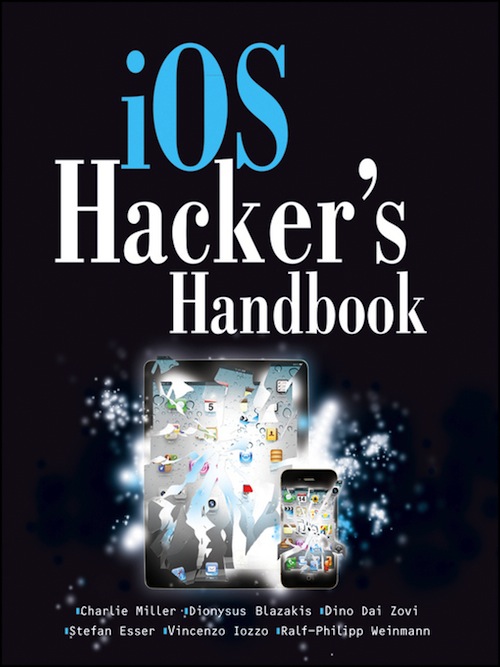 iOS
Hacker's
Handbook
Charlie Miller Dionysus Blazakis Dino Dai Zovi
Stefan Esser Vincenzo Iozzo Ralf-Philipp Weinmann